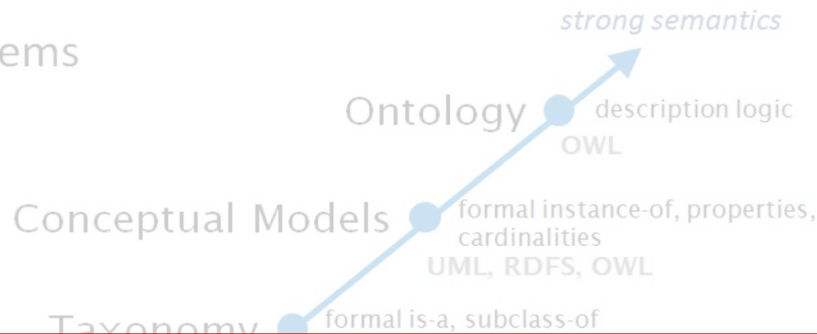 strong semantics
ems
Ontology
description logic
OWL
Conceptual Models
formal instance-of, properties,
cardinalities
UML, RDFS, OWL
Taxonomy
formal is-a, subclass-of